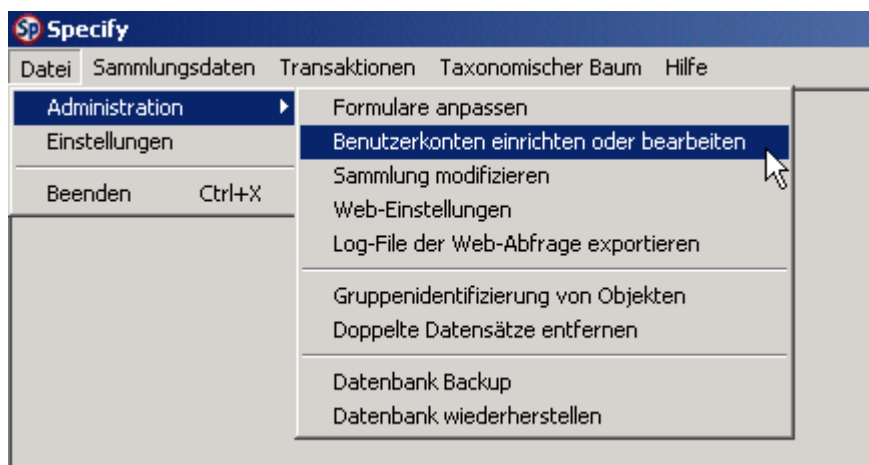 Sp Specify
Datei Sammlungsdaten Transaktionen Taxonomischer Baum Hilfe
Administration
Einstellungen
Beenden Ctrl+X
Formulare anpassen
Benutzerkonten einrichten oder bearbeiten
Sammlung modifizieren
Web-Einstellungen
Log-File der Web-Abfrage exportieren
Gruppenidentifizierung von Objekten
Doppelte Datensätze entfernen
Datenbank Backup
Datenbank wiederherstellen